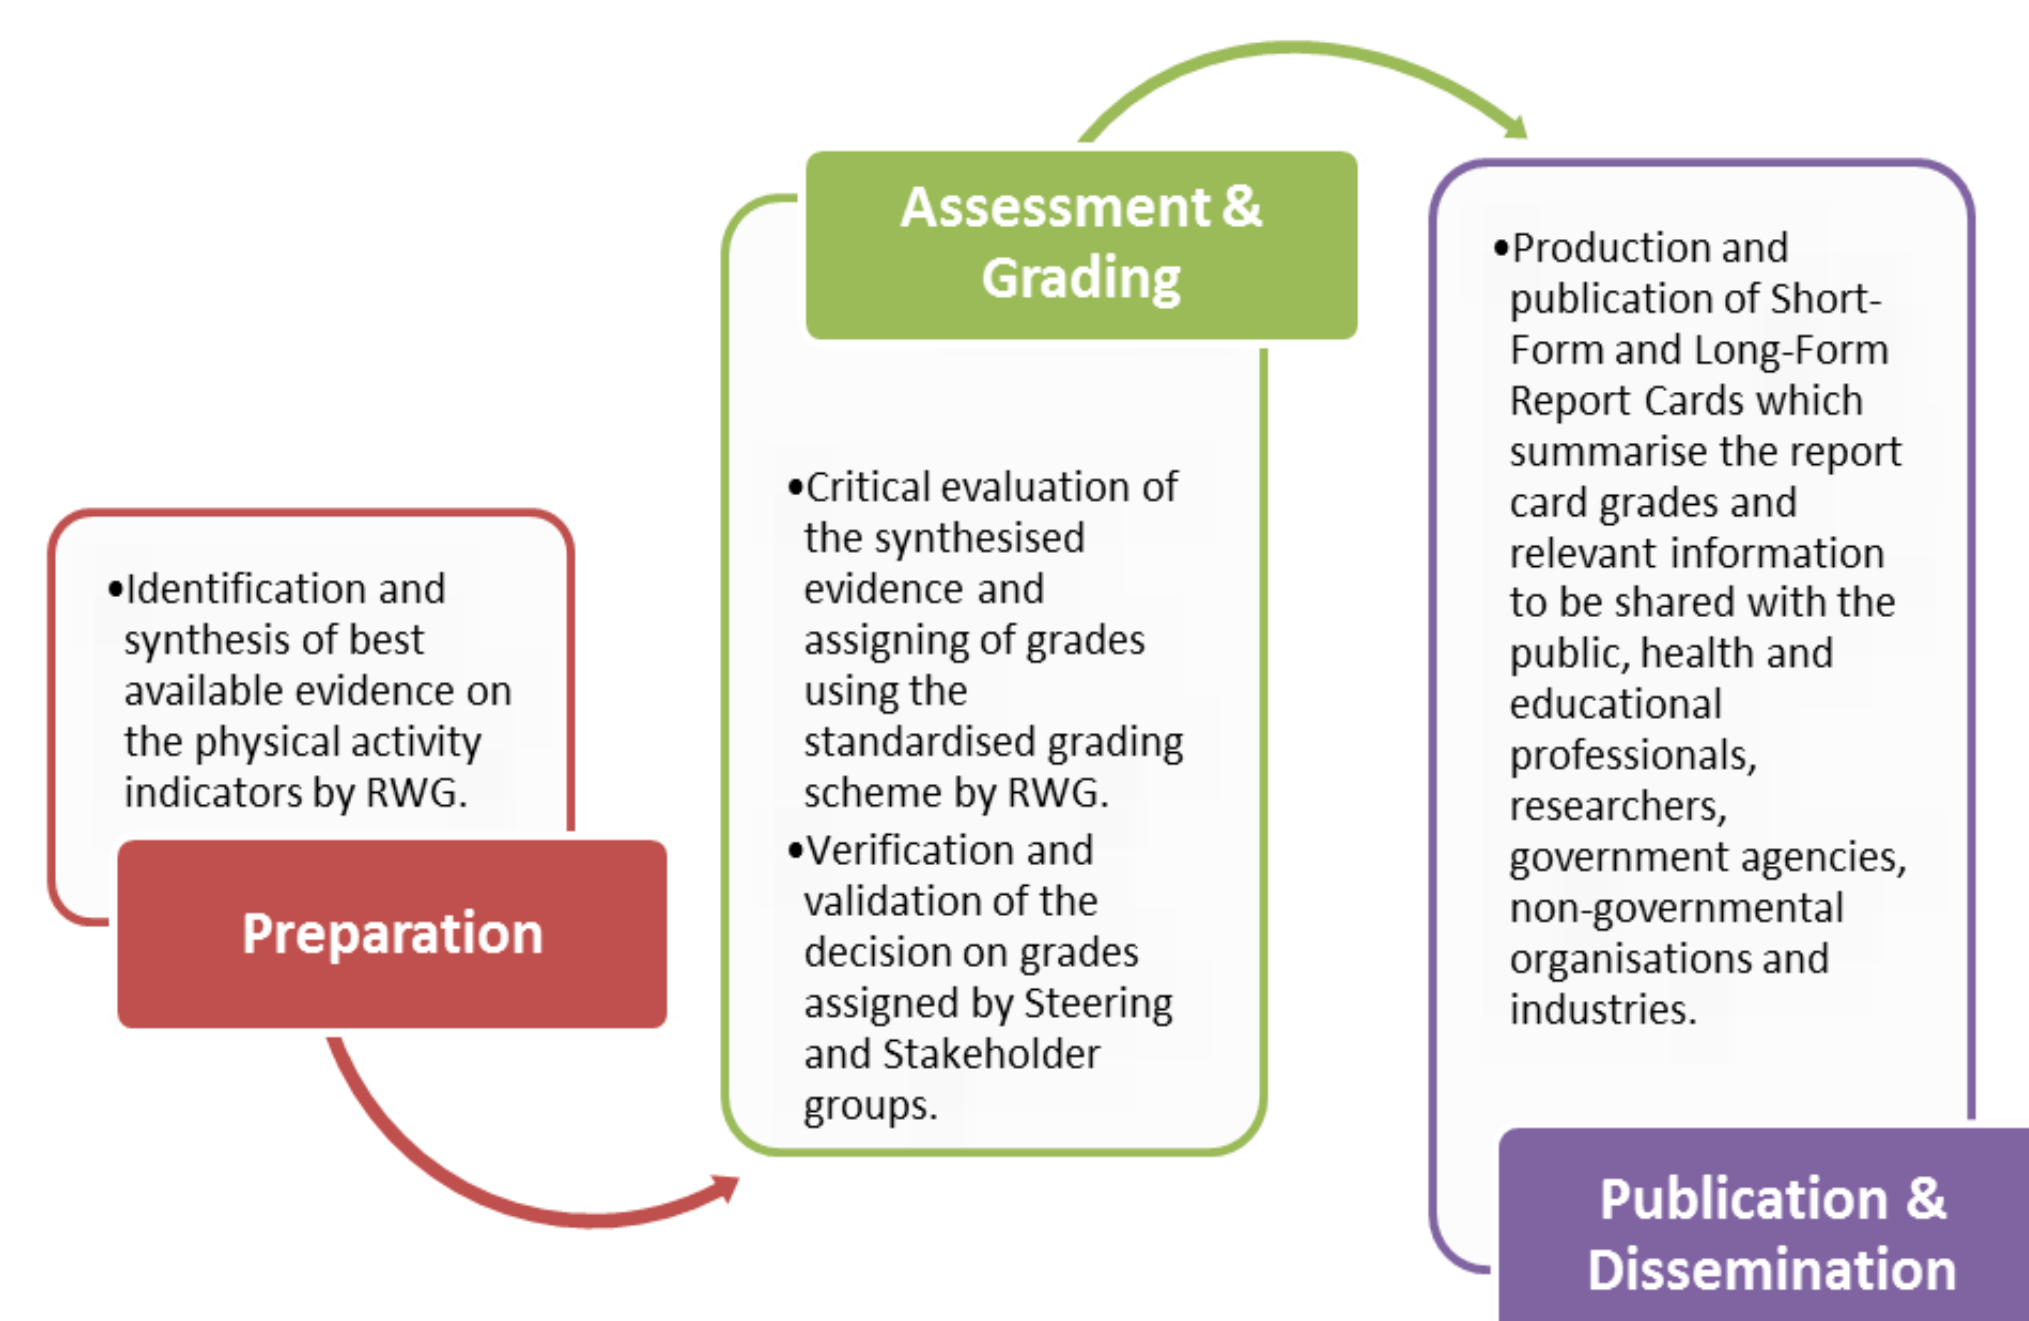 •Identification and
synthesis of best
available evidence on
the physical activity
indicators by RWG.
Preparation
Assessment &
Grading
•Critical evaluation of
the synthesised
evidence and
assigning of grades
using the
standardised grading
scheme by RWG.
•Verification and
validation of the
decision on grades
assigned by Steering
and Stakeholder
groups.
•Production and
publication of Short-
Form and Long-Form
Report Cards which
summarise the report
card grades and
relevant information
to be shared with the
public, health and
educational
professionals,
researchers,
government agencies,
non-governmental
organisations and
industries.
Publication &
Dissemination